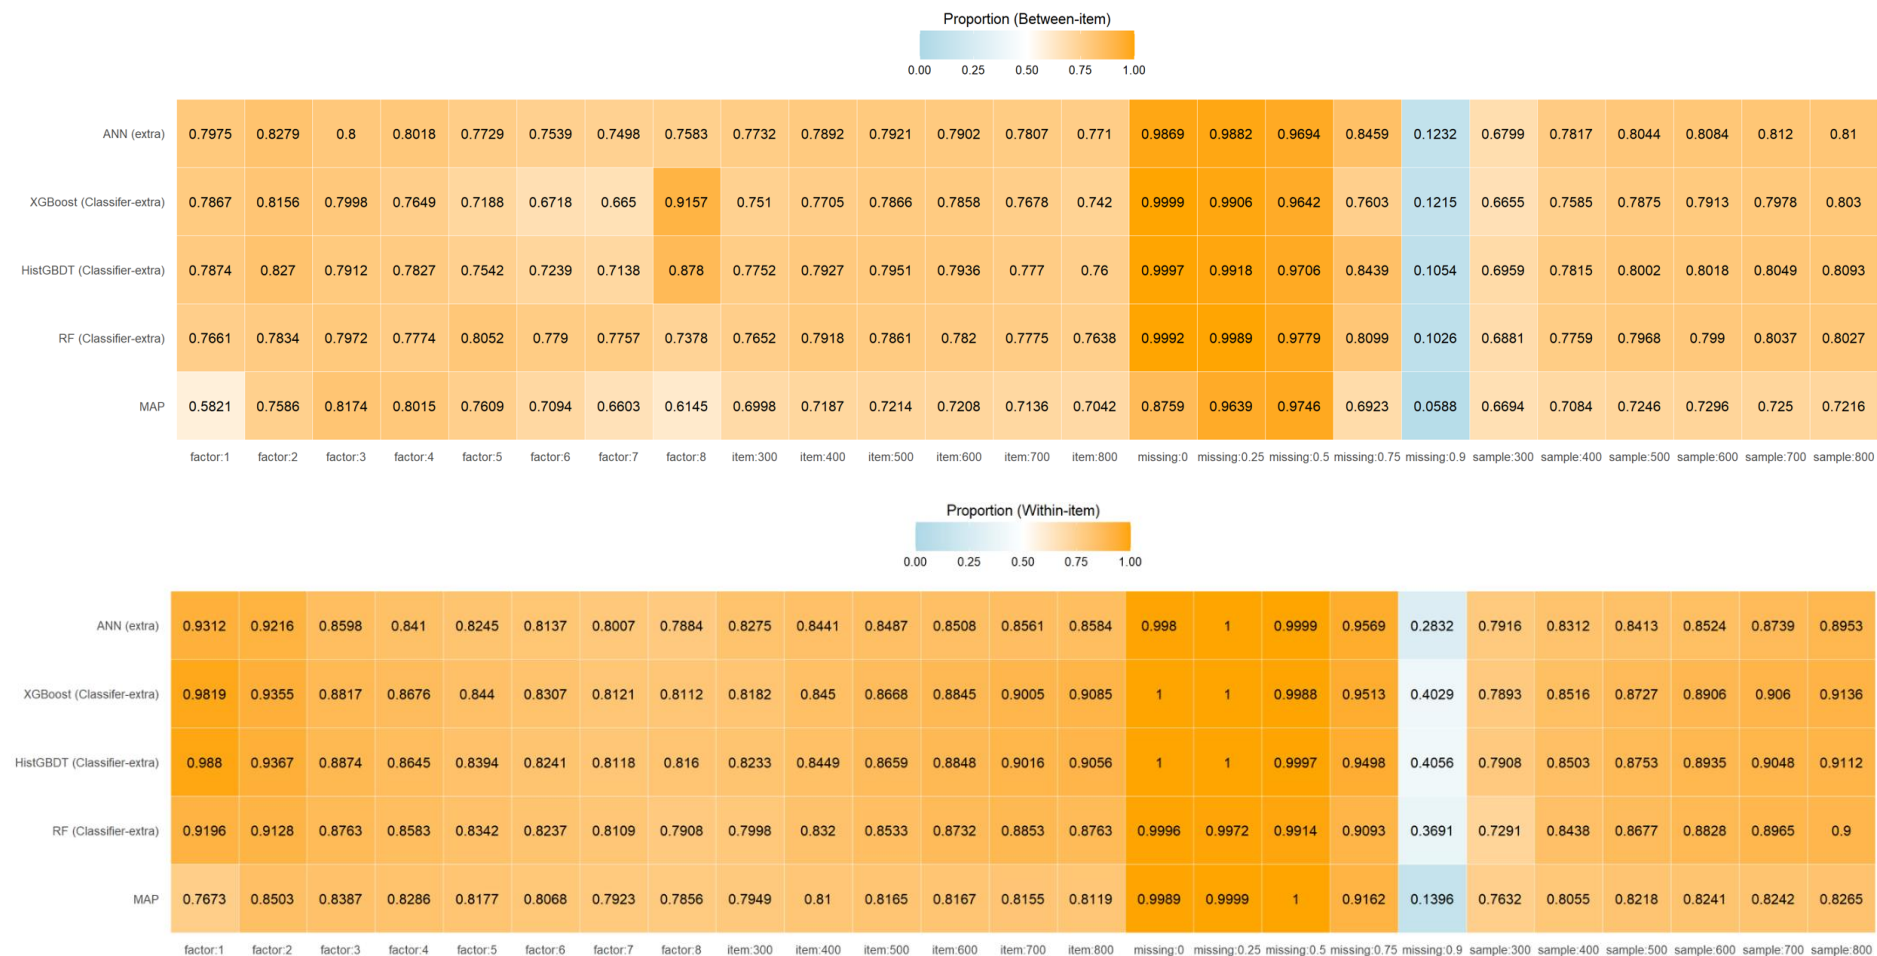 Proportion (Between-item)
0.00 0.25 0.50 0.75 1.00
ANN (extra) 0.7975 0.8279 0.8 0.8018 0.7729 0.7539 0.7498 0.7583 0.7732 0.7892 0.7921 0.7902 0.7807 0.771 0.9869 0.9882 0.9694 0.8459 0.1232 0.6799 0.7817 0.8044 0.8084 0.812 0.81
XGBoost (Classifer-extra) 0.7867 0.8156 0.7998 0.7649 0.7188 0.6718 0.665 0.9157 0.751 0.7705 0.7866 0.7858 0.7678 0.742 0.9999 0.9906 0.9642 0.7603 0.1215 0.6655 0.7585 0.7875 0.7913 0.7978 0.803
HistGBDT (Classifier-extra) 0.7874 0.827 0.7912 0.7827 0.7542 0.7239 0.7138 0.878 0.7752 0.7927 0.7951 0.7936 0.777 0.76 0.9997 0.9918 0.9706 0.8439 0.1054 0.6959 0.7815 0.8002 0.8018 0.8049 0.8093
RF (Classifier-extra) 0.7661 0.7834 0.7972 0.7774 0.8052 0.779 0.7757 0.7378 0.7652 0.7918 0.7861 0.782 0.7775 0.7638 0.9992 0.9989 0.9779 0.8099 0.1026 0.6881 0.7759 0.7968 0.799 0.8037 0.8027
MAP 0.5821 0.7586 0.8174 0.8015 0.7609 0.7094 0.6603 0.6145 0.6998 0.7187 0.7214 0.7208 0.7136 0.7042 0.8759 0.9639 0.9746 0.6923 0.0588 0.6694 0.7084 0.7246 0.7296 0.725 0.7216
factor:1 factor:2 factor:3 factor:4 factor:5 factor:6 factor:7 factor:8 item:300 item:400 item:500 item:600 item:700 item:800 missing:0 missing:0.25 missing:0.5 missing:0.75 missing:0.9 sample:300 sample:400 sample:500 sample:600 sample:700 sample:800
Proportion (Within-item)
0.00 0.25 0.50 0.75 1.00
ANN (extra) 0.9312 0.9216 0.8598 0.841 0.8245 0.8137 0.8007 0.7884 0.8275 0.8441 0.8487 0.8508 0.8561 0.8584 0.998 1 0.9999 0.9569 0.2832 0.7916 0.8312 0.8413 0.8524 0.8739 0.8953
XGBoost (Classifer-extra) 0.9819 0.9355 0.8817 0.8676 0.844 0.8307 0.8121 0.8112 0.8182 0.845 0.8668 0.8845 0.9005 0.9085 1 1 0.9988 0.9513 0.4029 0.7893 0.8516 0.8727 0.8906 0.906 0.9136
HistGBDT (Classifier-extra) 0.988 0.9367 0.8874 0.8645 0.8394 0.8241 0.8118 0.816 0.8233 0.8449 0.8659 0.8848 0.9016 0.9056 1 1 0.9997 0.9498 0.4056 0.7908 0.8503 0.8753 0.8935 0.9048 0.9112
RF (Classifier-extra) 0.9196 0.9128 0.8763 0.8583 0.8342 0.8237 0.8109 0.7908 0.7998 0.832 0.8533 0.8732 0.8853 0.8763 0.9996 0.9972 0.9914 0.9093 0.3691 0.7291 0.8438 0.8677 0.8828 0.8965 0.9
MAP 0.7673 0.8503 0.8387 0.8286 0.8177 0.8068 0.7923 0.7856 0.7949 0.81 0.8165 0.8167 0.8155 0.8119 0.9989 0.9999 1 0.9162 0.1396 0.7632 0.8055 0.8218 0.8241 0.8242 0.8265
factor:1 factor:2 factor:3 factor:4 factor:5 factor:6 factor:7 factor:8 item:300 item:400 item:500 item:600 item:700 item:800 missing:0 missing:0.25 missing:0.5 missing:0.75 missing:0.9 sample:300 sample:400 sample:500 sample:600 sample:700 sample:800